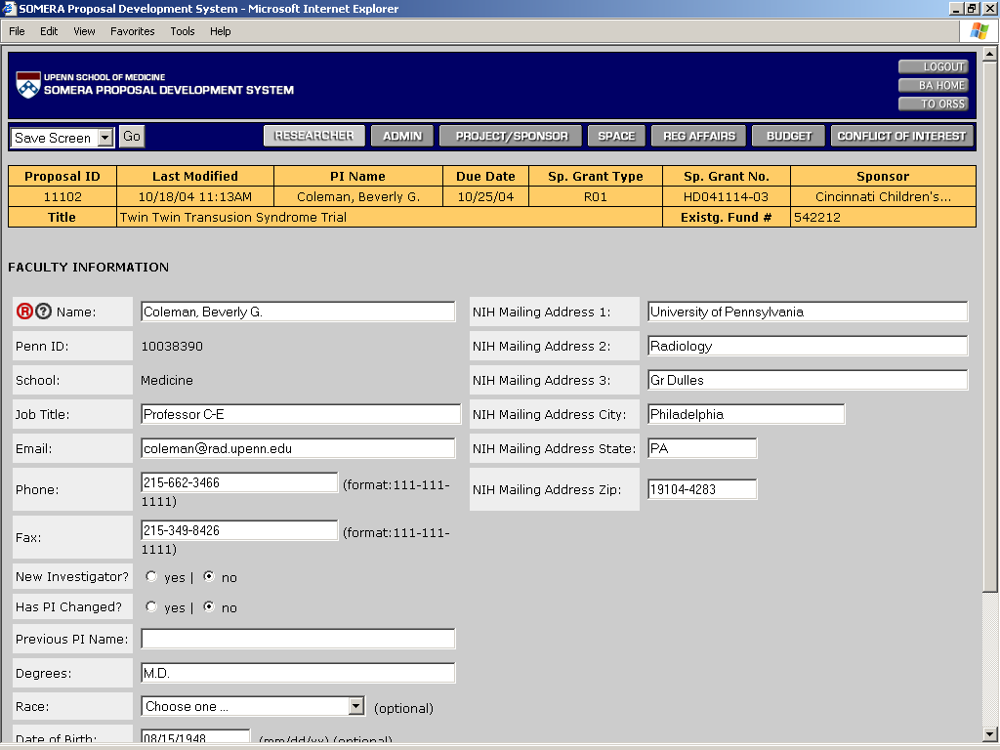 SOMERA Proposal Development System - Microsoft Internet Explorer
File Edit View Favorites Tools Help
UPENN SCHOOL OF MEDICINE
SOMERA PROPOSAL DEVELOPMENT SYSTEM
LOGOUT
BA HOME
TO ORSS
Save Screen Go RESEARCHER ADMIN PROJECT/SPONSOR SPACE REG AFFAIRS BUDGET CONFLICT OF INTEREST
Proposal ID Last Modified PI Name Due Date Sp. Grant Type Sp. Grant No. Sponsor
11102 10/18/04 11:13AM Coleman, Beverly G. 10/25/04 R01 HD041114-03 Cincinnati Children's...
Title Twin Twin Transusion Syndrome Trial Existg. Fund # 542212
FACULTY INFORMATION
R ? Name: Coleman, Beverly G. NIH Mailing Address 1: University of Pennsylvania
Penn ID: 10038390 NIH Mailing Address 2: Radiology
School: Medicine NIH Mailing Address 3: Gr Dulles
Job Title: Professor C-E NIH Mailing Address City: Philadelphia
Email: coleman@rad.upenn.edu NIH Mailing Address State: PA
Phone: 215-662-3466 (format:111-111-
1111) NIH Mailing Address Zip: 19104-4283
Fax: 215-349-8426 (format:111-111-
1111)
New Investigator? yes | no
Has PI Changed? yes | no
Previous PI Name:
Degrees: M.D.
Race: Choose one ... (optional)
Date of Birth: 08/15/1948 (mm/dd/yy) (optional)